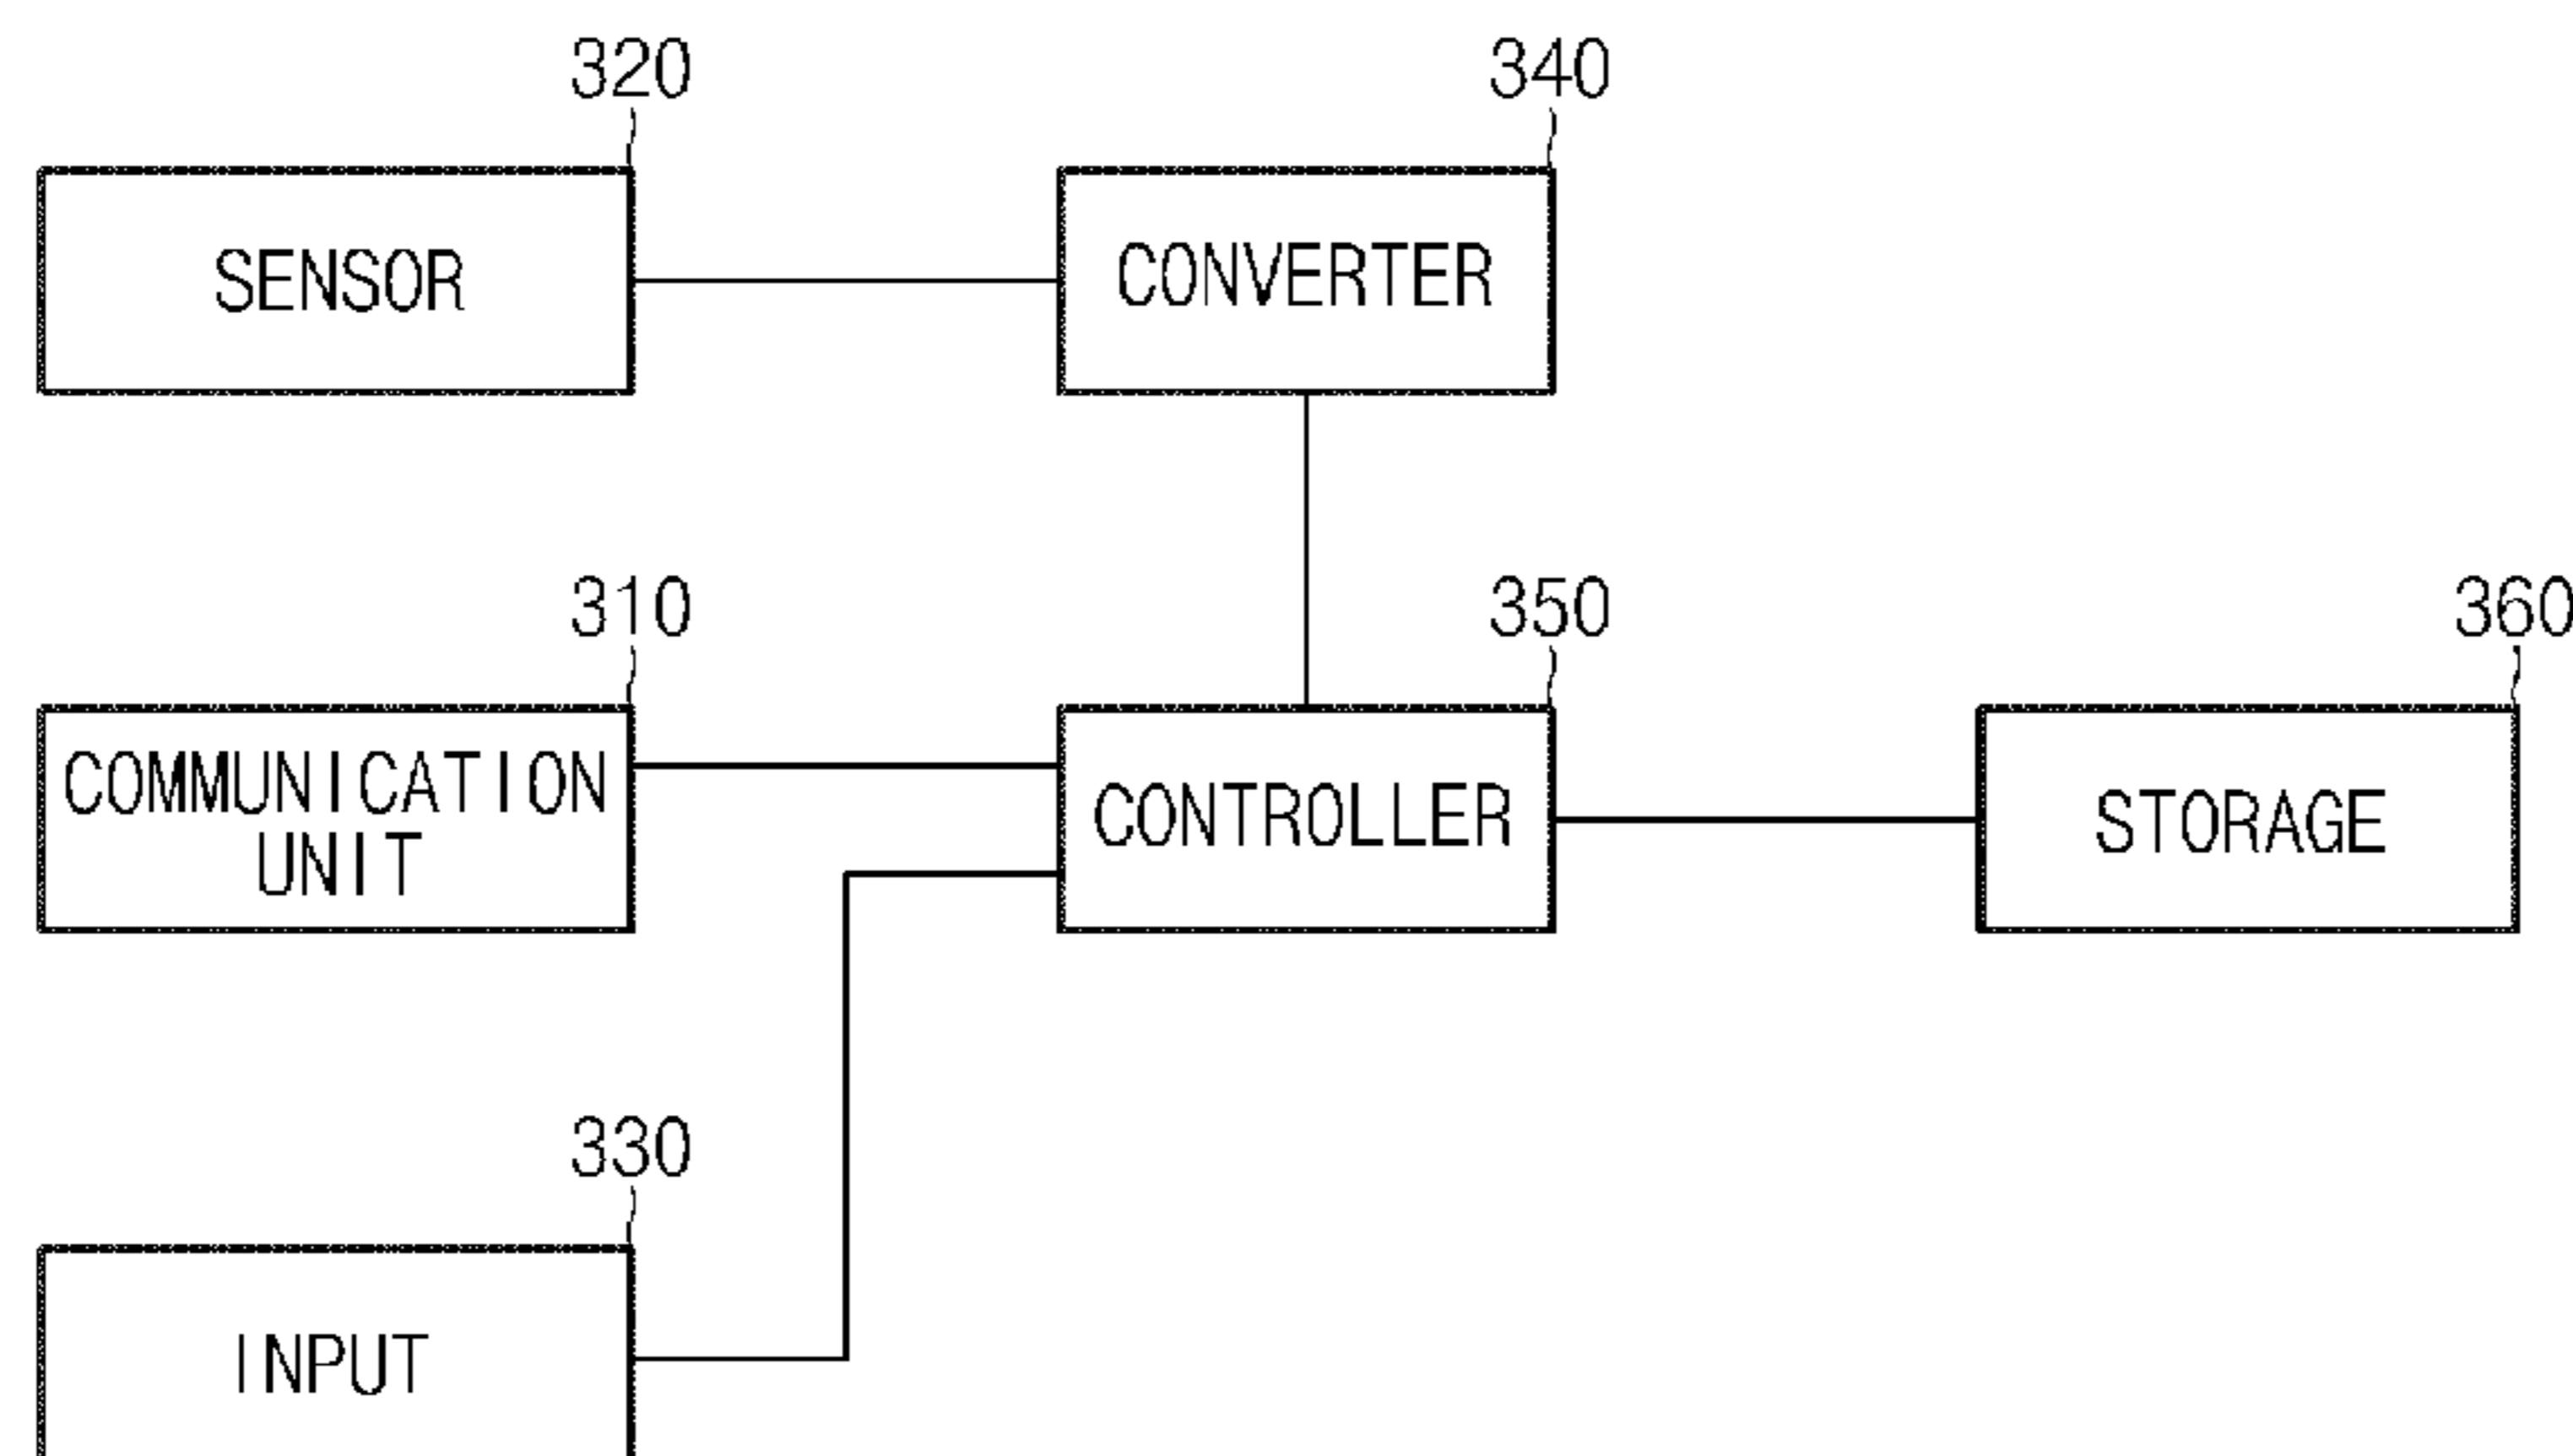 320
340
SENSOR
CONVERTER
310
350
360
COMMUNICATION
UNIT
CONTROLLER
STORAGE
330
INPUT